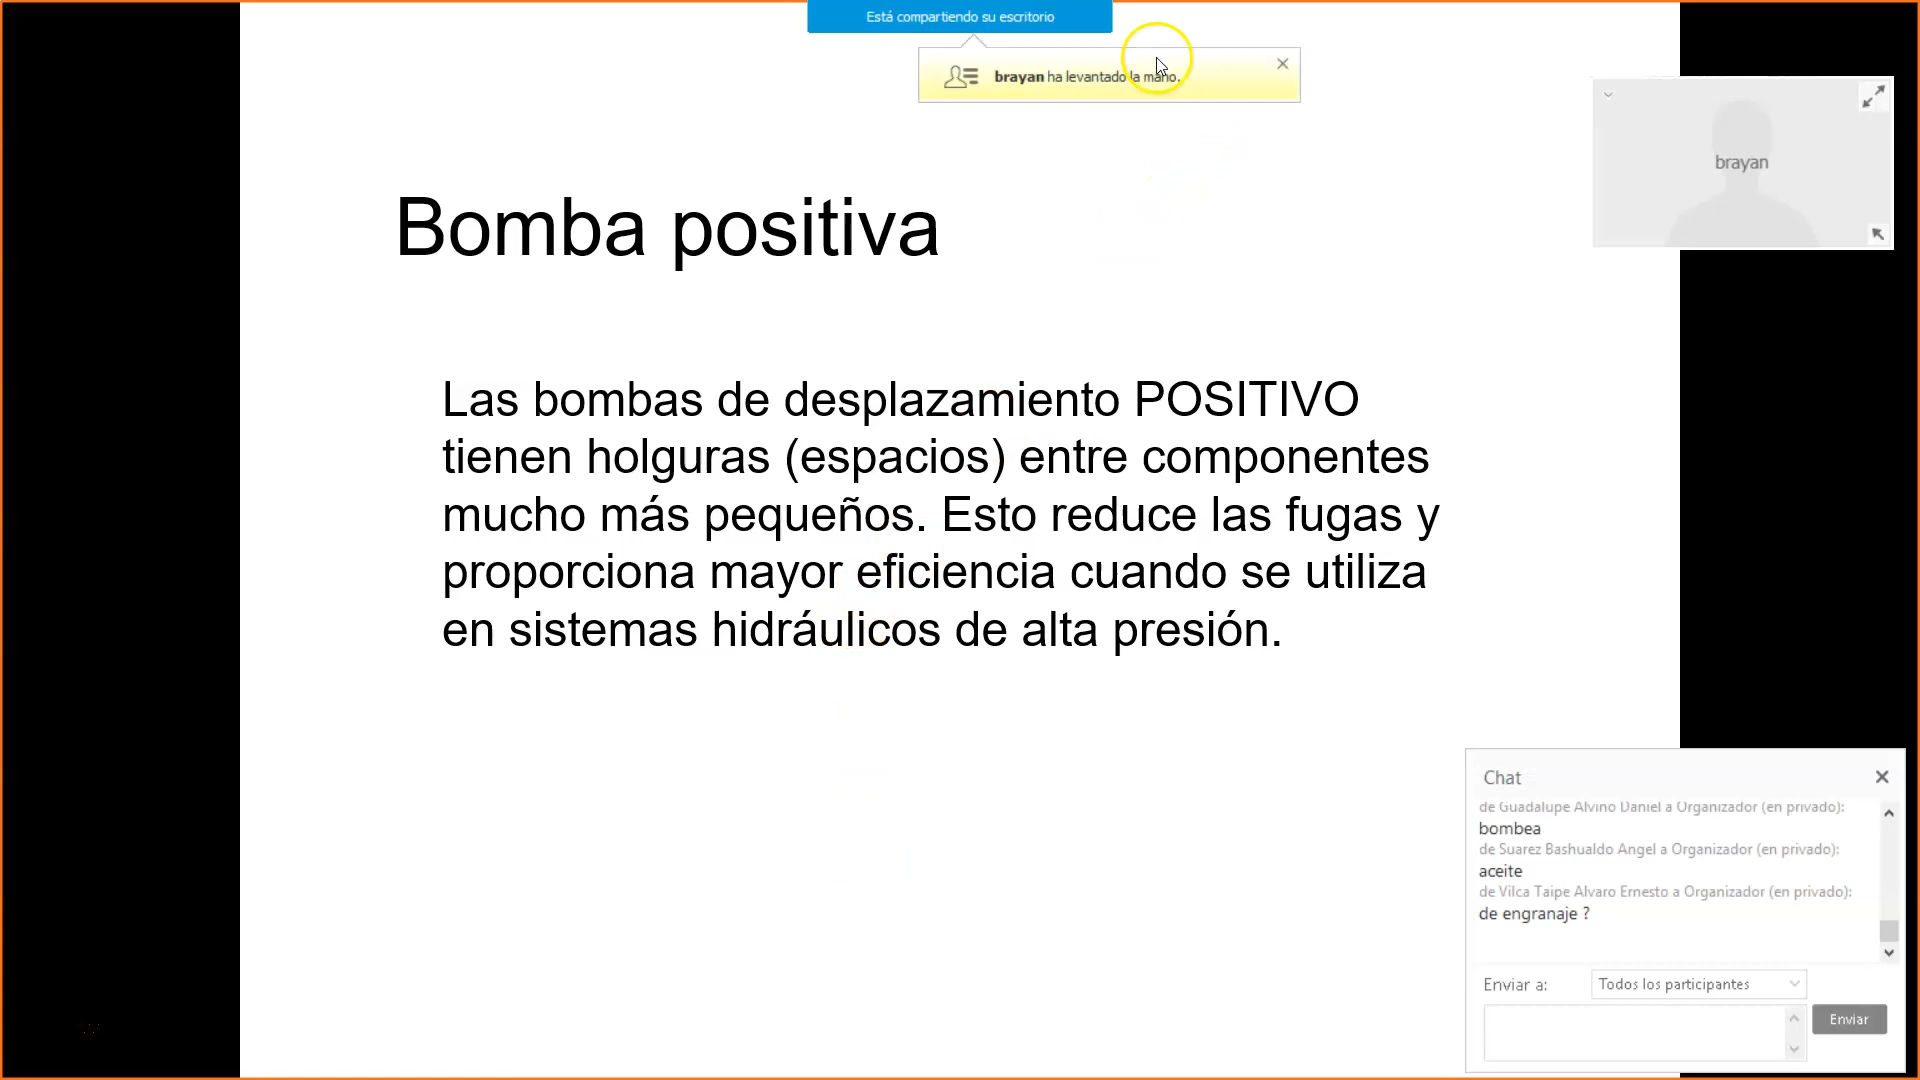 Está compartiendo su escritorio
brayan ha levantado la mano.
brayan
Bomba positiva
Las bombas de desplazamiento POSITIVO
tienen holguras (espacios) entre componentes
mucho más pequeños. Esto reduce las fugas y
proporciona mayor eficiencia cuando se utiliza
en sistemas hidráulicos de alta presión.
Chat
de Guadalupe Alvino Daniel a Organizador (en privado):
bombea
de Suarez Bashualdo Angel a Organizador (en privado):
aceite
de Vilca Taipe Alvaro Ernesto a Organizador (en privado):
de engranaje ?
Enviar a:
Todos los participantes
Enviar